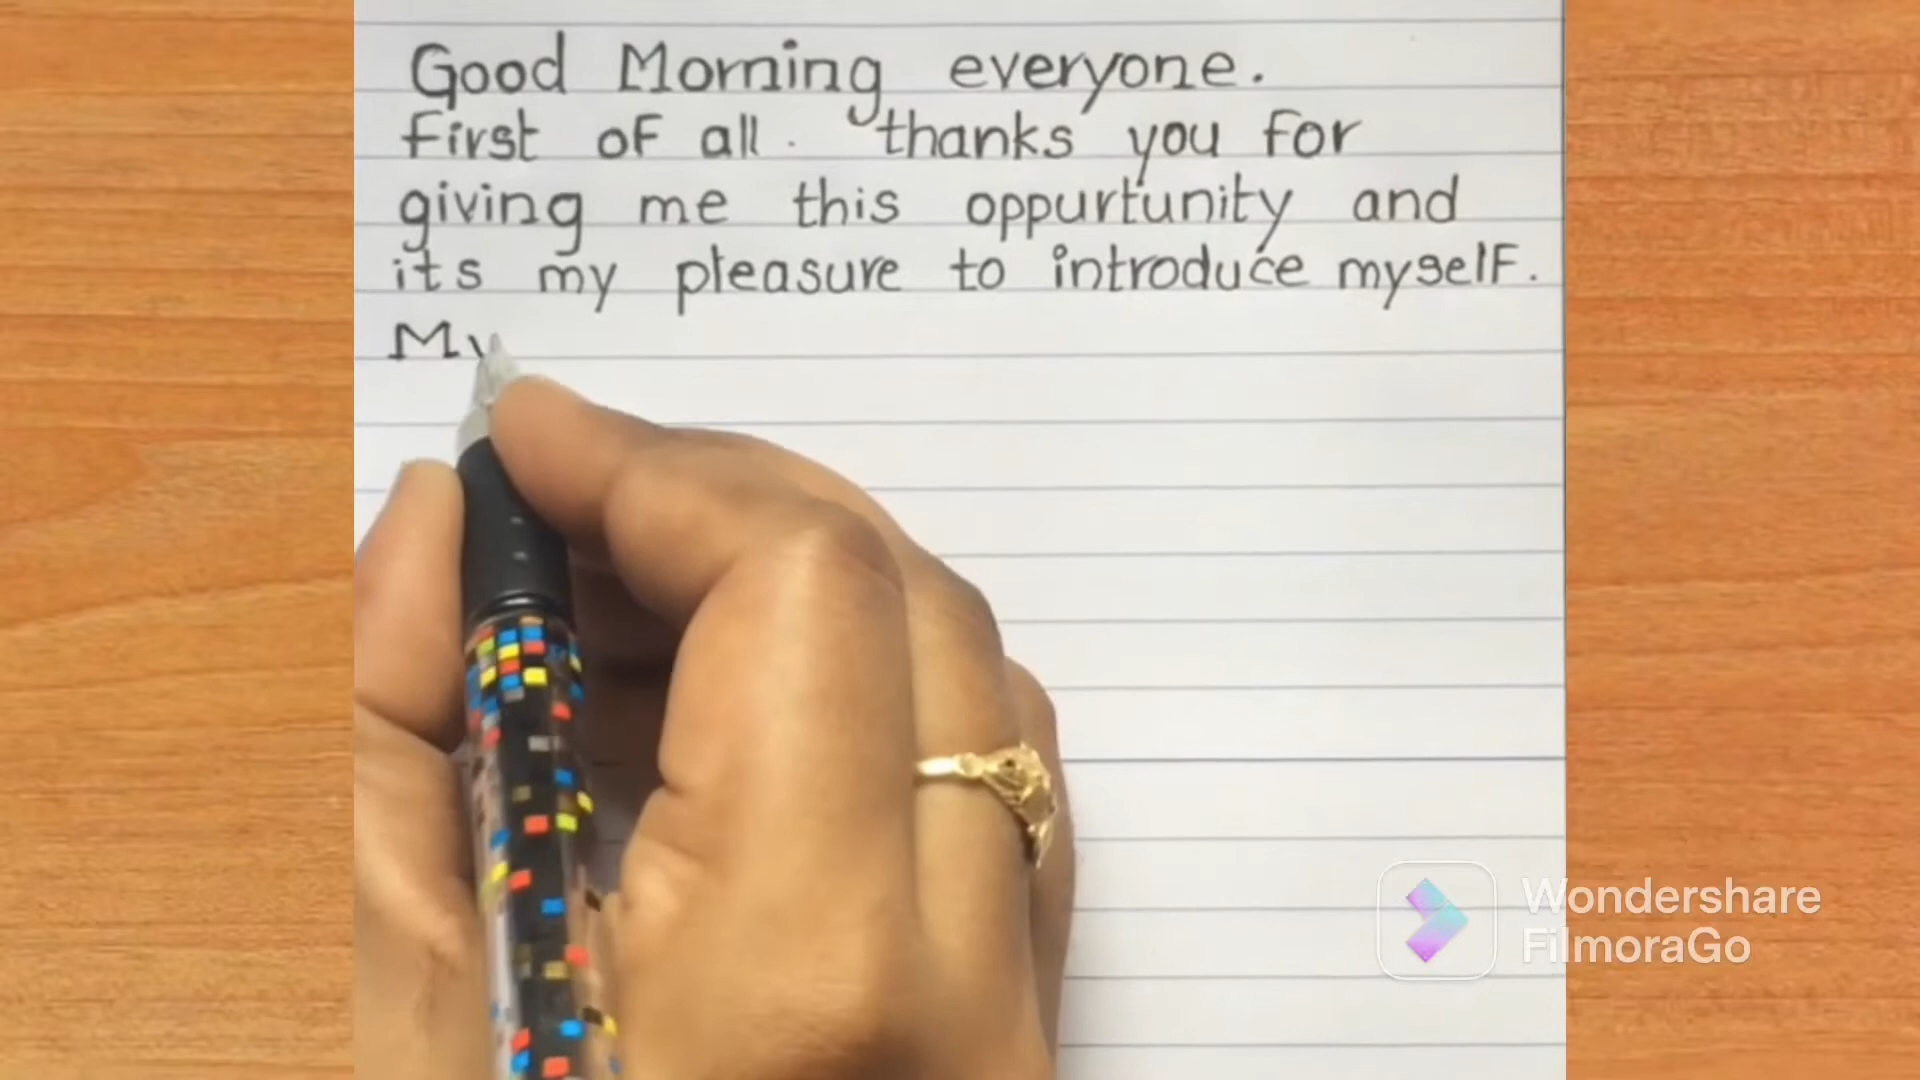 Good Morning everyone.
First of all. thanks you for
giving me this oppurtunity and
its my pleasure to introduce myself.
My
Wondershare
FilmoraGo